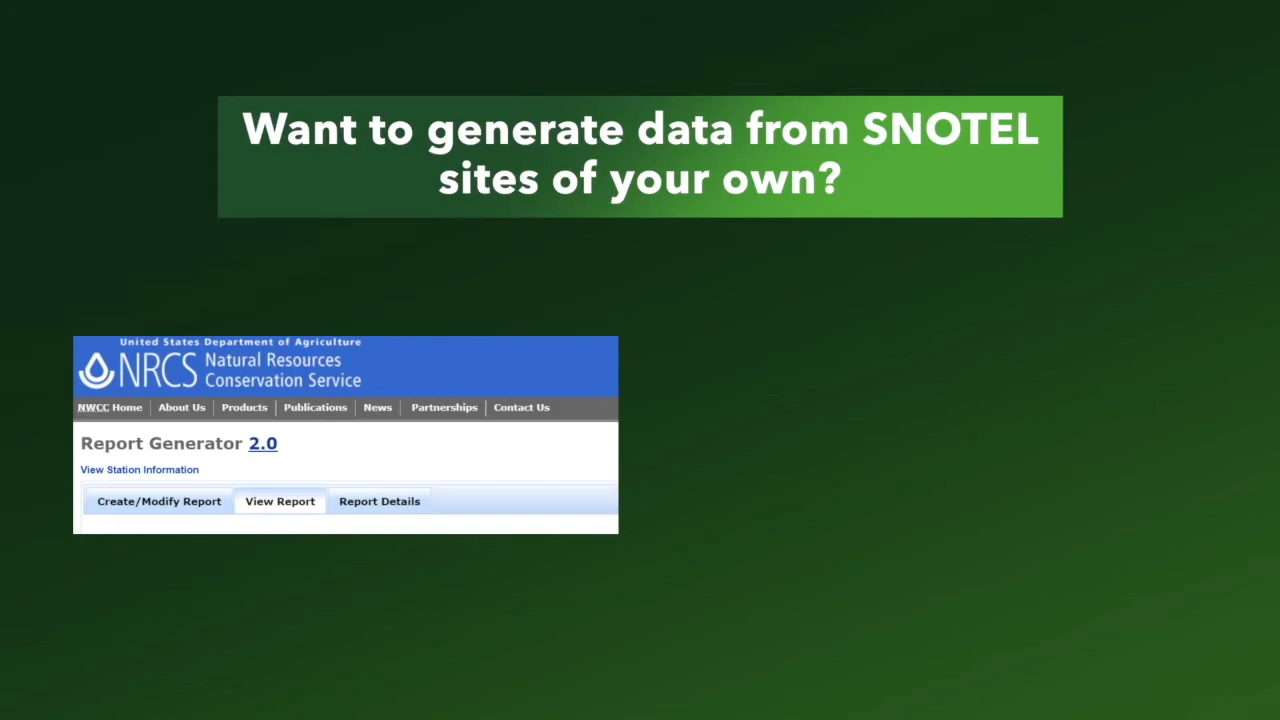 Want to generate data from SNOTEL
sites of your own?
United States Department of Agriculture
NRCS Natural Resources
Conservation Service
NWCC Home About Us Products Publications News Partnerships Contact Us
Report Generator 2.0
View Station Information
Create/Modify Report View Report Report Details